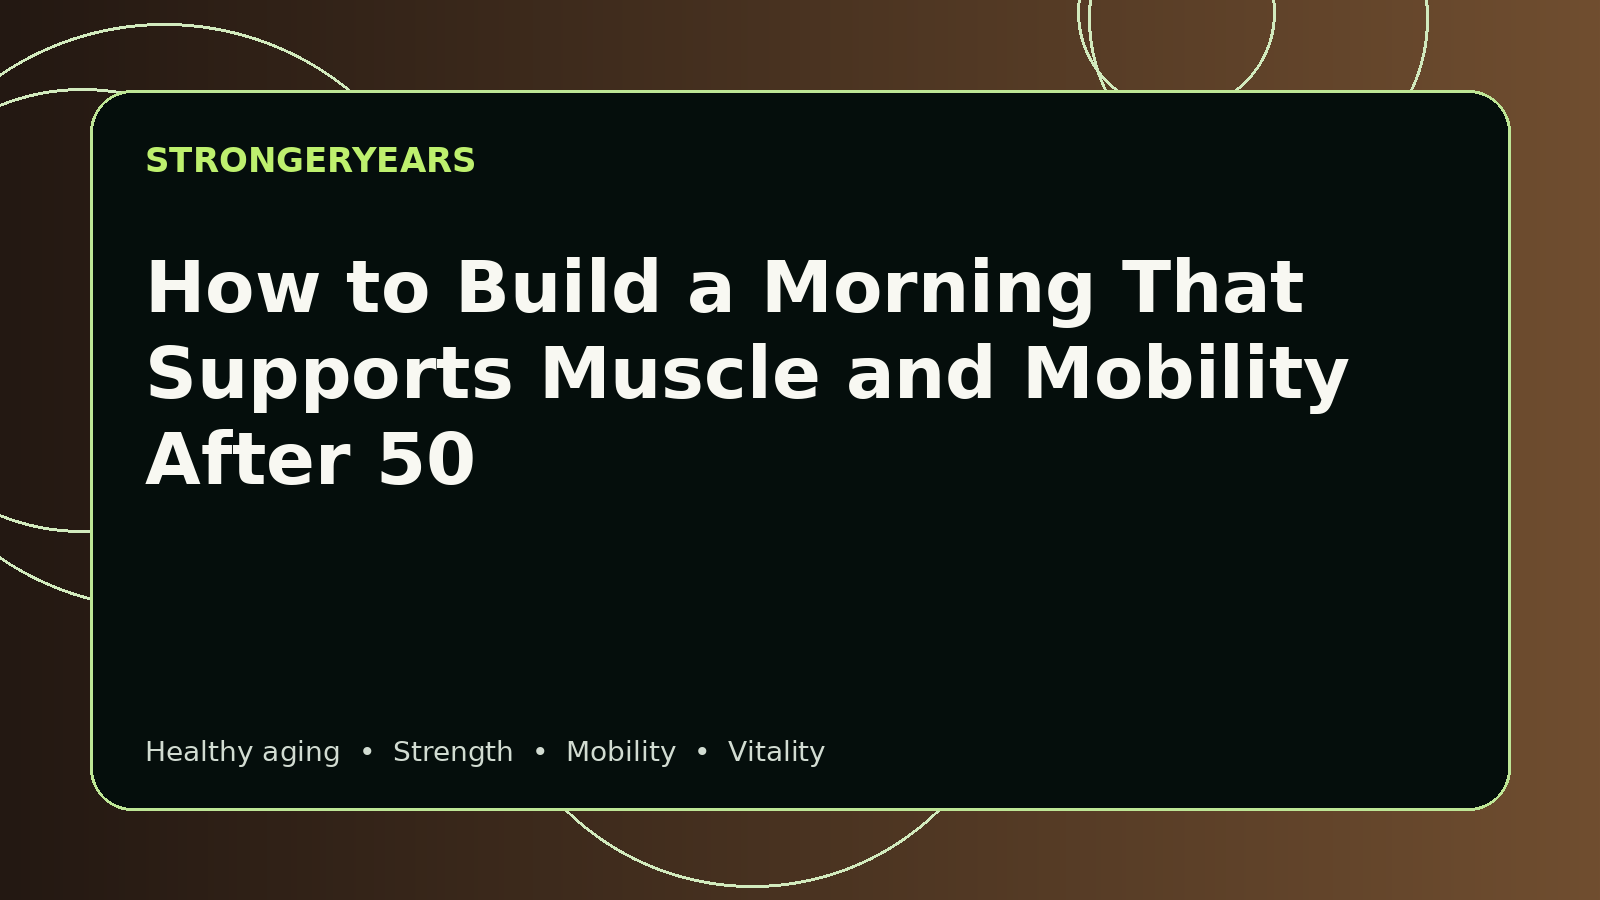 STRONGERYEARS
How to Build a Morning That
Supports Muscle and Mobility
After 50
Healthy aging • Strength • Mobility • Vitality